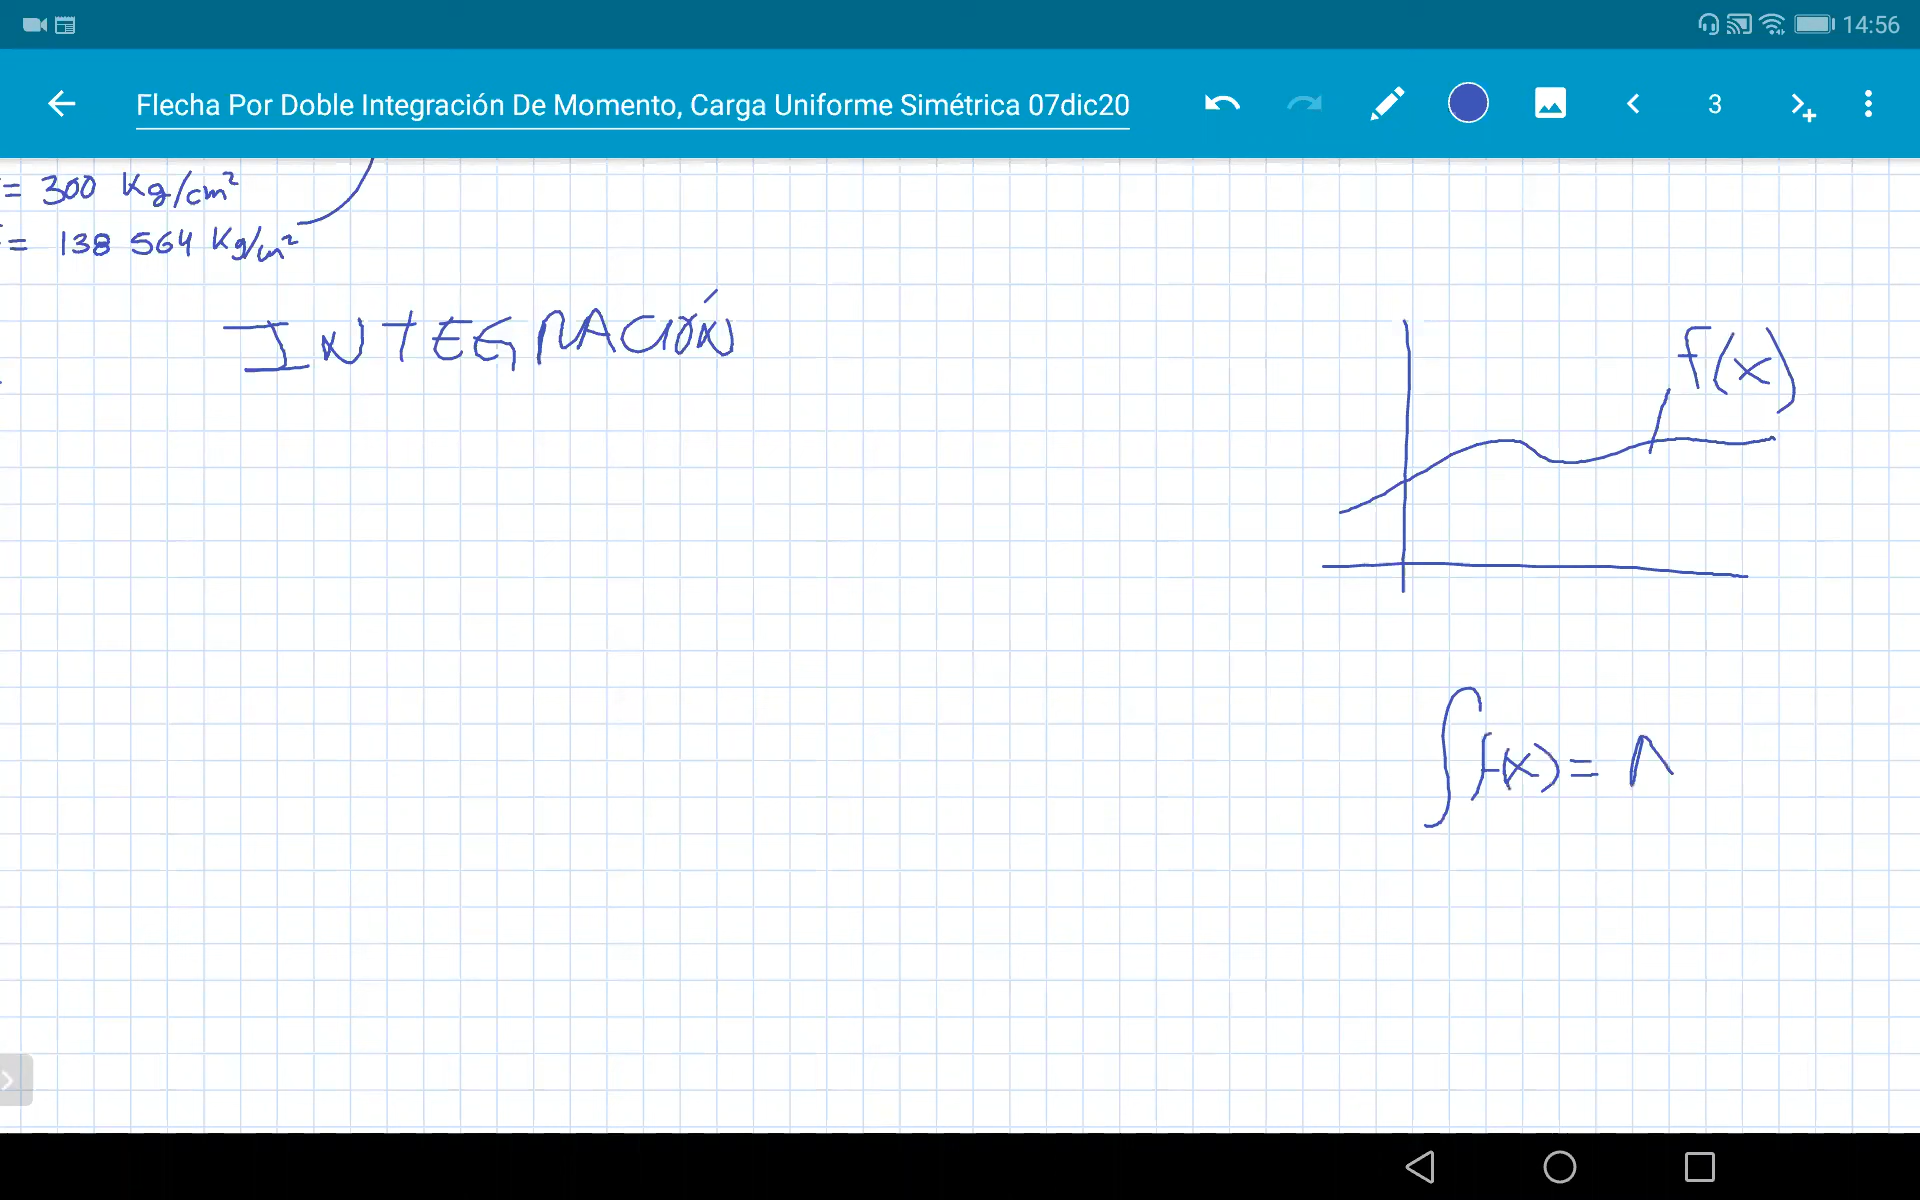 14:56
Flecha Por Doble Integración De Momento, Carga Uniforme Simétrica 07dic20
3
= 300 Kg/cm²
= 138 564 Kg/cm²
INTEGRACIÓN
f(x)
∫f(x) =